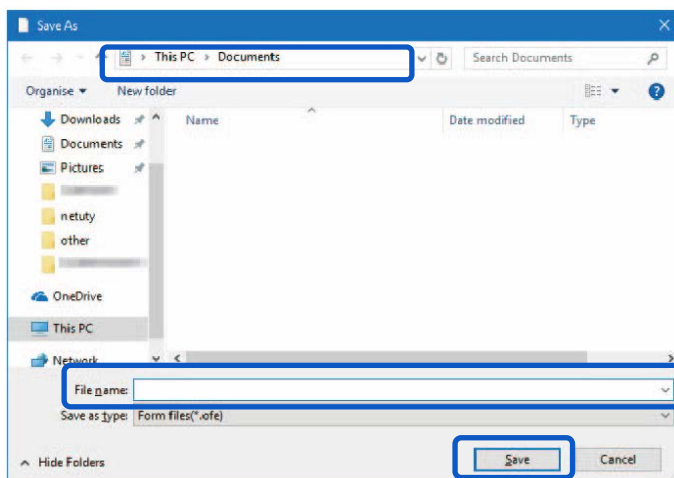 Save As
This PC > Documents
Search Documents
Organise
New folder
Name
Date modified
Type
Downloads
Documents
Pictures
netuty
other
OneDrive
This PC
Network
File name:
Save as type: Form files(*.ofe)
Hide Folders
Save
Cancel